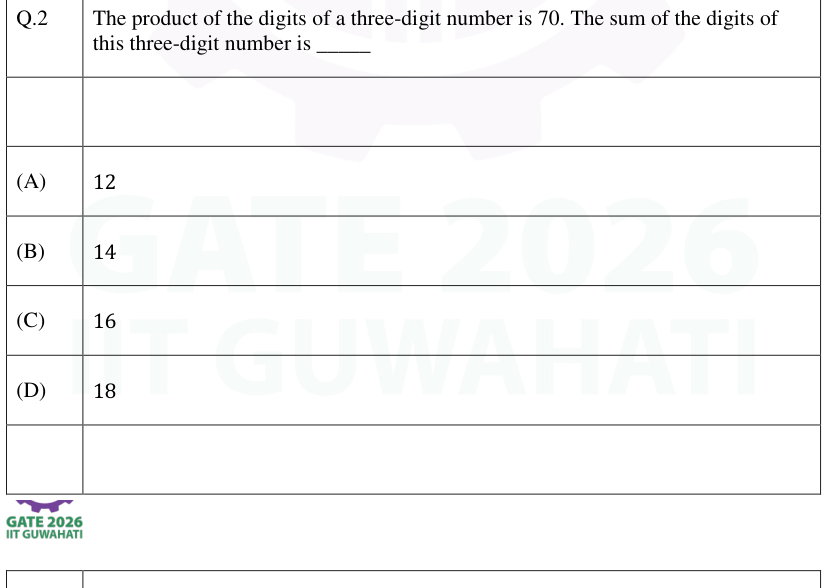 Q.2 The product of the digits of a three-digit number is 70. The sum of the digits of
this three-digit number is _____
(A) 12
(B) 14
(C) 16
(D) 18
GATE 2026
IIT GUWAHATI
GATE 2026
IIT GUWAHATI